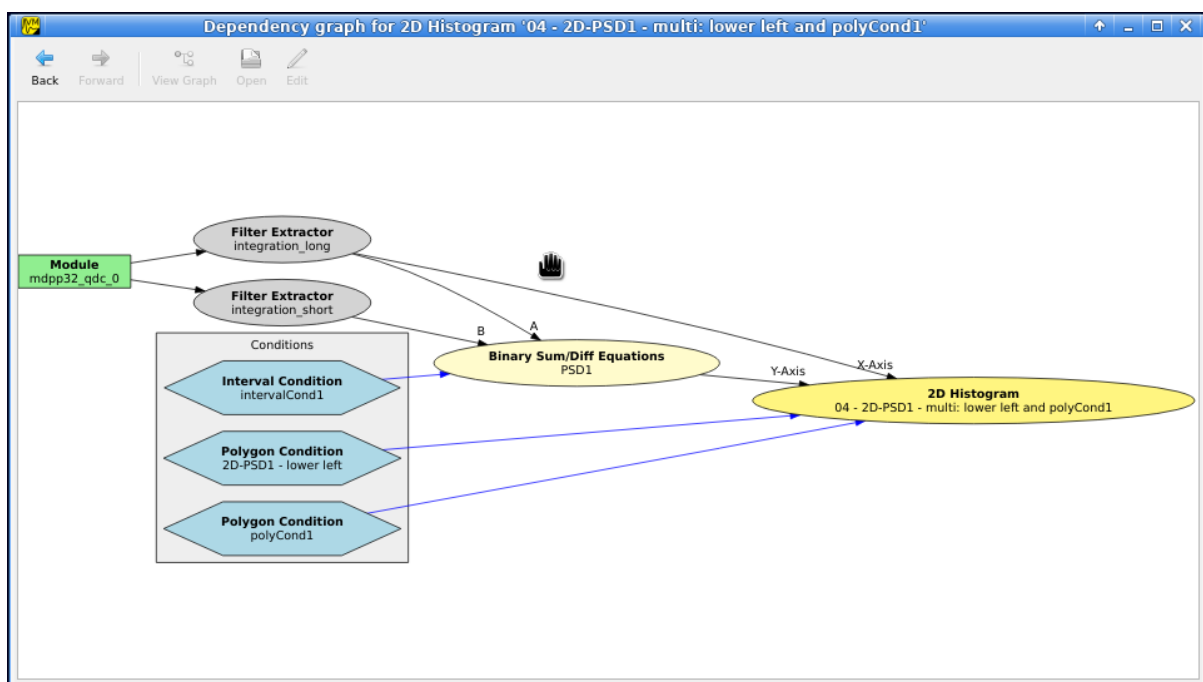 Dependency graph for 2D Histogram '04 - 2D-PSD1 - multi: lower left and polyCond1'
Back
Forward
View Graph
Open
Edit
Filter Extractor
integration_long
Module
mdpp32_qdc_0
Filter Extractor
integration_short
B
A
Conditions
Binary Sum/Diff Equations
PSD1
Y-Axis
X-Axis
Interval Condition
intervalCond1
2D Histogram
04 - 2D-PSD1 - multi: lower left and polyCond1
Polygon Condition
2D-PSD1 - lower left
Polygon Condition
polyCond1